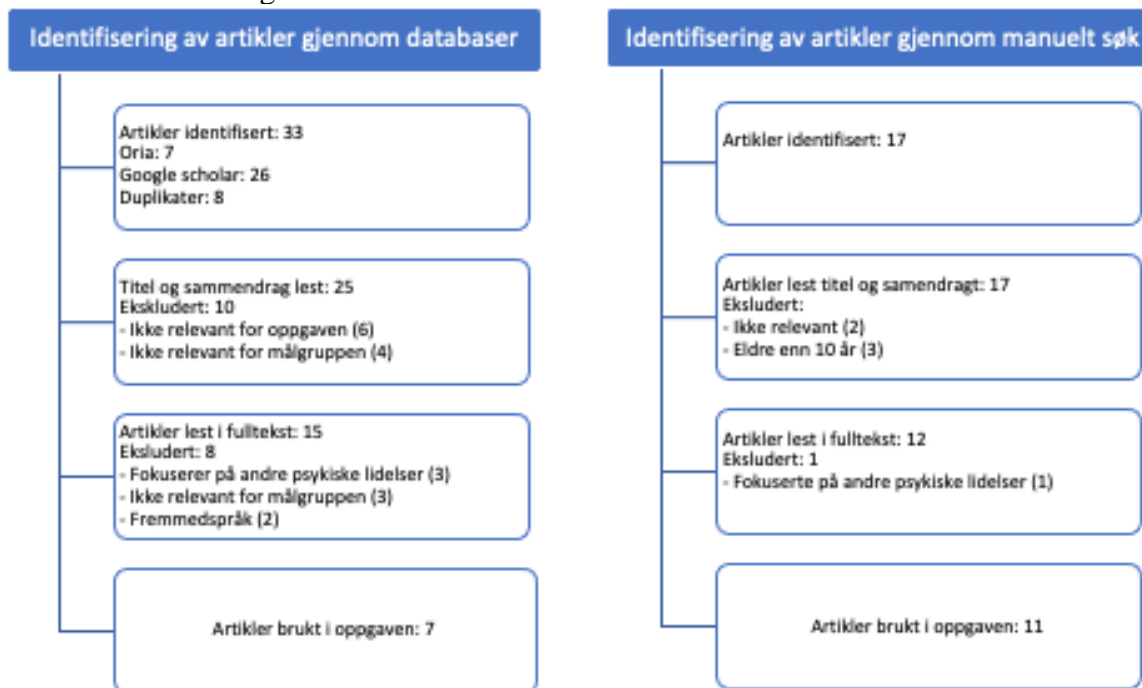 Identifisering av artikler gjennom databaser
Artikler identifisert: 33
Oria: 7
Google scholar: 26
Duplikater: 8
Titel og sammendrag lest: 25
Ekskludert: 10
- Ikke relevant for oppgaven (6)
- Ikke relevant for målgruppen (4)
Artikler lest i fulltekst: 15
Eksludert: 8
- Fokuserer på andre psykiske lidelser (3)
- Ikke relevant for målgruppen (3)
- Fremmedspråk (2)
Artikler brukt i oppgaven: 7
Identifisering av artikler gjennom manuelt søk
Artikler identifisert: 17
Artikler lest titel og samendragt: 17
Eksludert:
- Ikke relevant (2)
- Eldre enn 10 år (3)
Artikler lest i fulltekst: 12
Eksludert: 1
- Fokuserte på andre psykiske lidelser (1)
Artikler brukt i oppgaven: 11